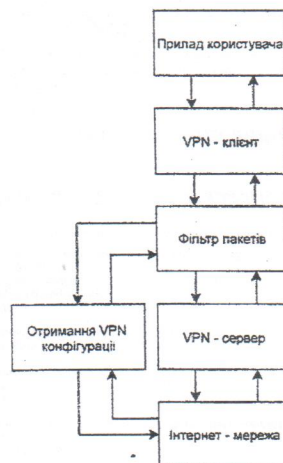 Прилад користувача
VPN - клієнт
Фільтр пакетів
Отримання VPN
конфігурації
VPN - сервер
Інтернет - мережа